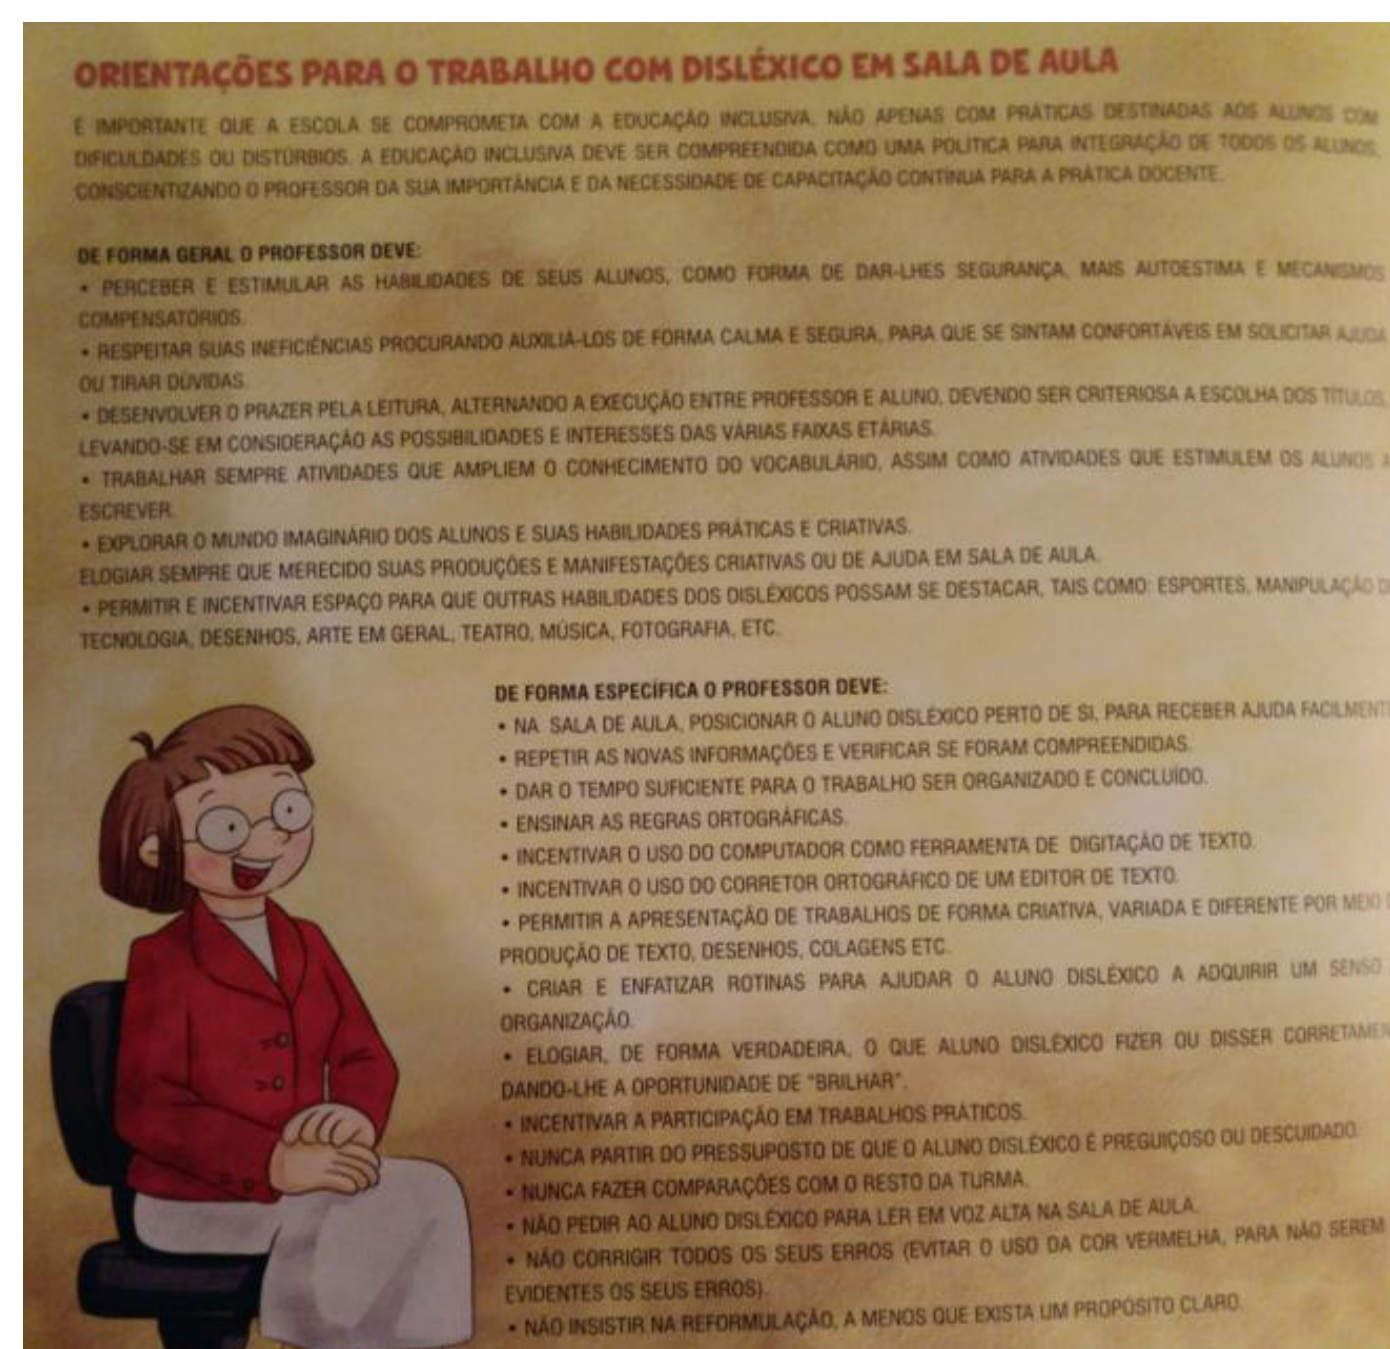 ORIENTAÇÕES PARA O TRABALHO COM DISLÉXICO EM SALA DE AULA
É IMPORTANTE QUE A ESCOLA SE COMPROMETA COM A EDUCAÇÃO INCLUSIVA, NÃO APENAS COM PRÁTICAS DESTINADAS AOS ALUNOS COM
DIFICULDADES OU DISTÚRBIOS. A EDUCAÇÃO INCLUSIVA DEVE SER COMPREENDIDA COMO UMA POLÍTICA PARA INTEGRAÇÃO DE TODOS OS ALUNOS,
CONSCIENTIZANDO O PROFESSOR DA SUA IMPORTÂNCIA E DA NECESSIDADE DE CAPACITAÇÃO CONTÍNUA PARA A PRÁTICA DOCENTE.
DE FORMA GERAL O PROFESSOR DEVE:
• PERCEBER E ESTIMULAR AS HABILIDADES DE SEUS ALUNOS, COMO FORMA DE DAR-LHES SEGURANÇA, MAIS AUTOESTIMA E MECANISMOS
COMPENSATÓRIOS.
• RESPEITAR SUAS INEFICIÊNCIAS PROCURANDO AUXILIÁ-LOS DE FORMA CALMA E SEGURA, PARA QUE SE SINTAM CONFORTÁVEIS EM SOLICITAR AJUDA
OU TIRAR DÚVIDAS.
• DESENVOLVER O PRAZER PELA LEITURA, ALTERNANDO A EXECUÇÃO ENTRE PROFESSOR E ALUNO, DEVENDO SER CRITERIOSA A ESCOLHA DOS TÍTULOS,
LEVANDO-SE EM CONSIDERAÇÃO AS POSSIBILIDADES E INTERESSES DAS VÁRIAS FAIXAS ETÁRIAS.
• TRABALHAR SEMPRE ATIVIDADES QUE AMPLIEM O CONHECIMENTO DO VOCABULÁRIO, ASSIM COMO ATIVIDADES QUE ESTIMULEM OS ALUNOS A
ESCREVER.
• EXPLORAR O MUNDO IMAGINÁRIO DOS ALUNOS E SUAS HABILIDADES PRÁTICAS E CRIATIVAS.
ELOGIAR SEMPRE QUE MERECIDO SUAS PRODUÇÕES E MANIFESTAÇÕES CRIATIVAS OU DE AJUDA EM SALA DE AULA.
• PERMITIR E INCENTIVAR ESPAÇO PARA QUE OUTRAS HABILIDADES DOS DISLÉXICOS POSSAM SE DESTACAR, TAIS COMO: ESPORTES, MANIPULAÇÃO
TECNOLOGIA, DESENHOS, ARTE EM GERAL, TEATRO, MÚSICA, FOTOGRAFIA, ETC.
DE FORMA ESPECÍFICA O PROFESSOR DEVE:
• NA SALA DE AULA, POSICIONAR O ALUNO DISLÉXICO PERTO DE SI, PARA RECEBER AJUDA FACILMENTE
• REPETIR AS NOVAS INFORMAÇÕES E VERIFICAR SE FORAM COMPREENDIDAS.
• DAR O TEMPO SUFICIENTE PARA O TRABALHO SER ORGANIZADO E CONCLUÍDO.
• ENSINAR AS REGRAS ORTOGRÁFICAS.
• INCENTIVAR O USO DO COMPUTADOR COMO FERRAMENTA DE DIGITAÇÃO DE TEXTO.
• INCENTIVAR O USO DO CORRETOR ORTOGRÁFICO DE UM EDITOR DE TEXTO.
• PERMITIR A APRESENTAÇÃO DE TRABALHOS DE FORMA CRIATIVA, VARIADA E DIFERENTE POR MEIO
PRODUÇÃO DE TEXTO, DESENHOS, COLAGENS ETC.
• CRIAR E ENFATIZAR ROTINAS PARA AJUDAR O ALUNO DISLÉXICO A ADQUIRIR UM SENSO
ORGANIZAÇÃO.
• ELOGIAR, DE FORMA VERDADEIRA, O QUE ALUNO DISLÉXICO FIZER OU DISSER CORRETAMEN
DANDO-LHE A OPORTUNIDADE DE "BRILHAR".
• INCENTIVAR A PARTICIPAÇÃO EM TRABALHOS PRÁTICOS.
• NUNCA PARTIR DO PRESSUPOSTO DE QUE O ALUNO DISLÉXICO É PREGUIÇOSO OU DESCUIDADO.
• NUNCA FAZER COMPARAÇÕES COM O RESTO DA TURMA.
• NÃO PEDIR AO ALUNO DISLÉXICO PARA LER EM VOZ ALTA NA SALA DE AULA.
• NÃO CORRIGIR TODOS OS SEUS ERROS (EVITAR O USO DA COR VERMELHA, PARA NÃO SEREM
EVIDENTES OS SEUS ERROS).
• NÃO INSISTIR NA REFORMULAÇÃO, A MENOS QUE EXISTA UM PROPÓSITO CLARO.